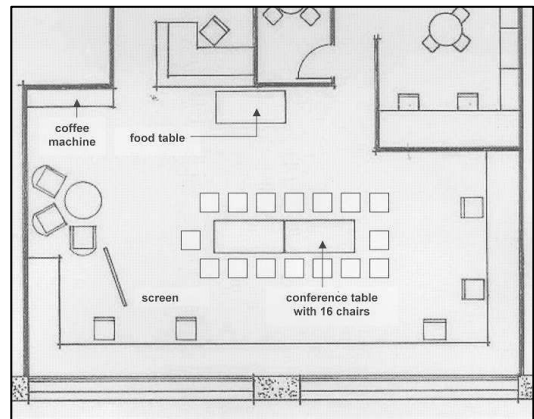 coffee
machine
food table
screen
conference table
with 16 chairs